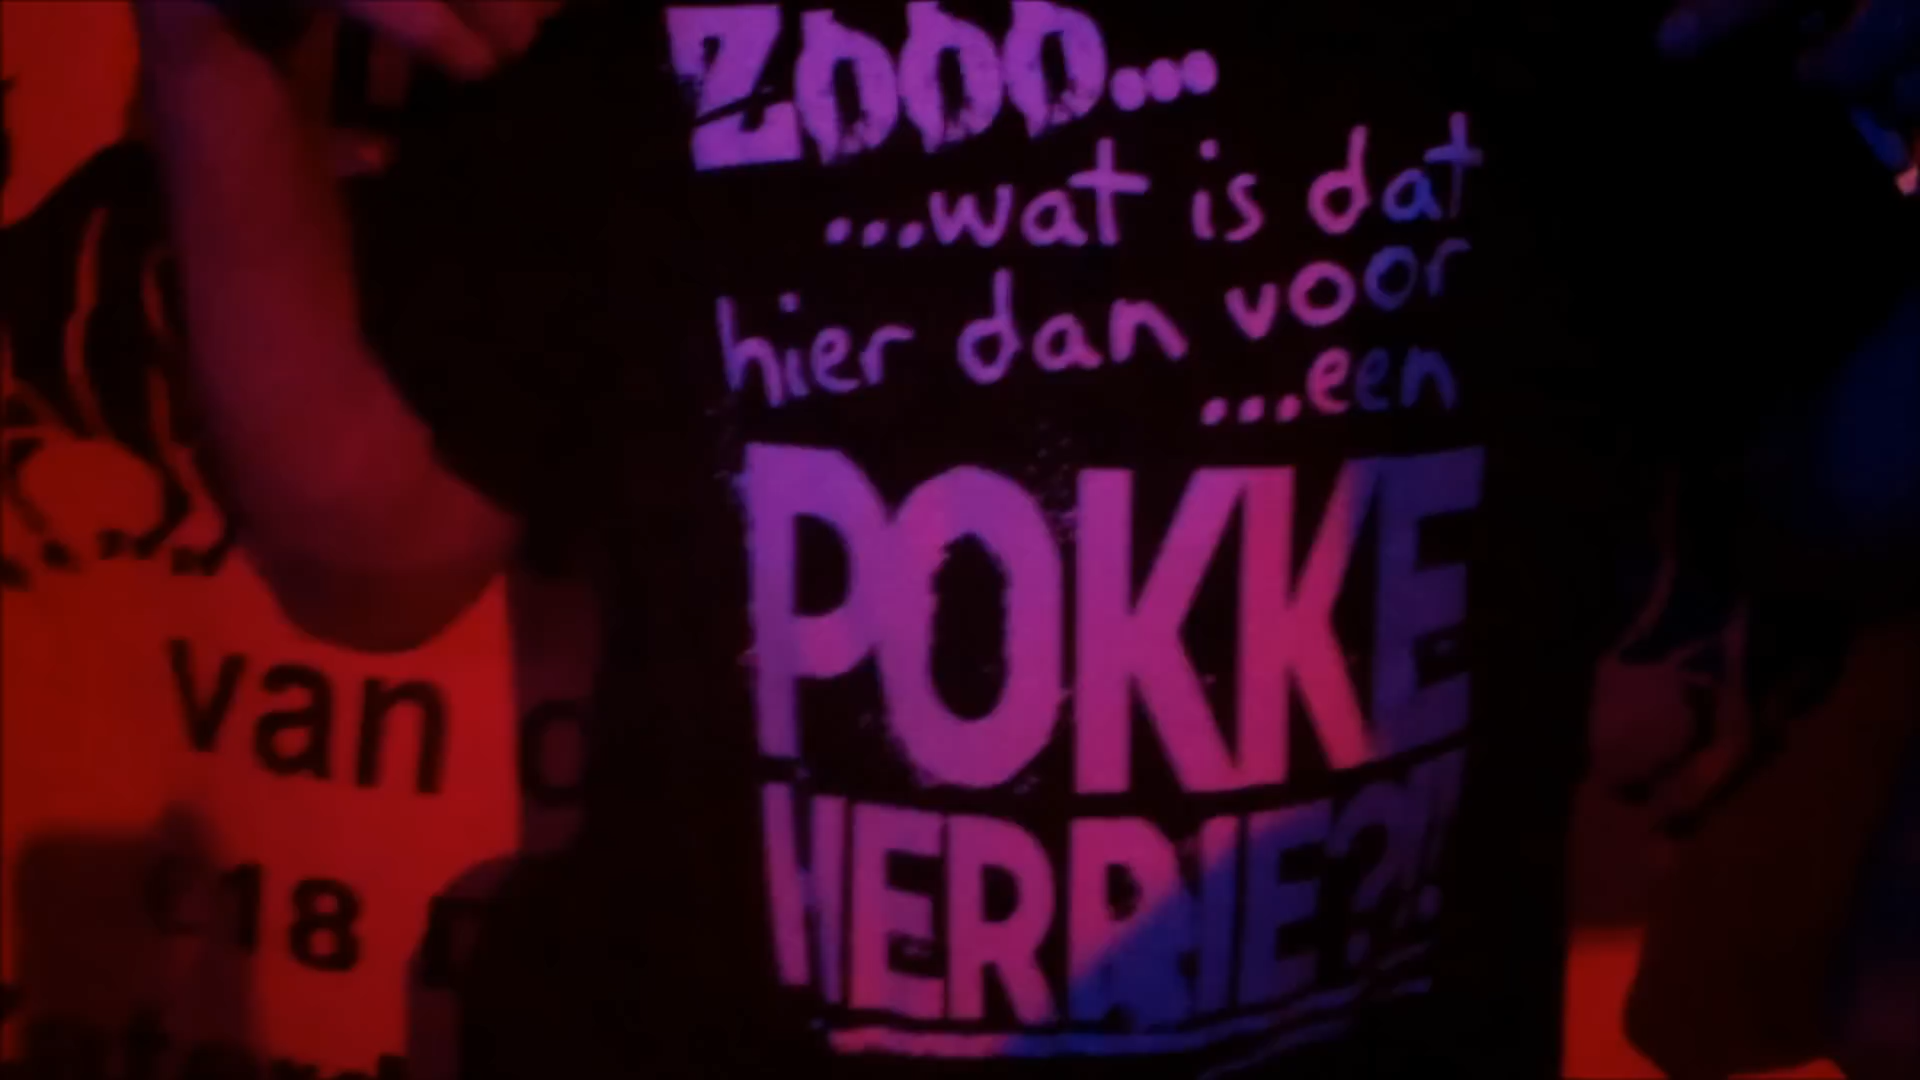 ZOOO...
...wat is dat
hier dan voor
...een
POKKE
HERRIE?!
van
18